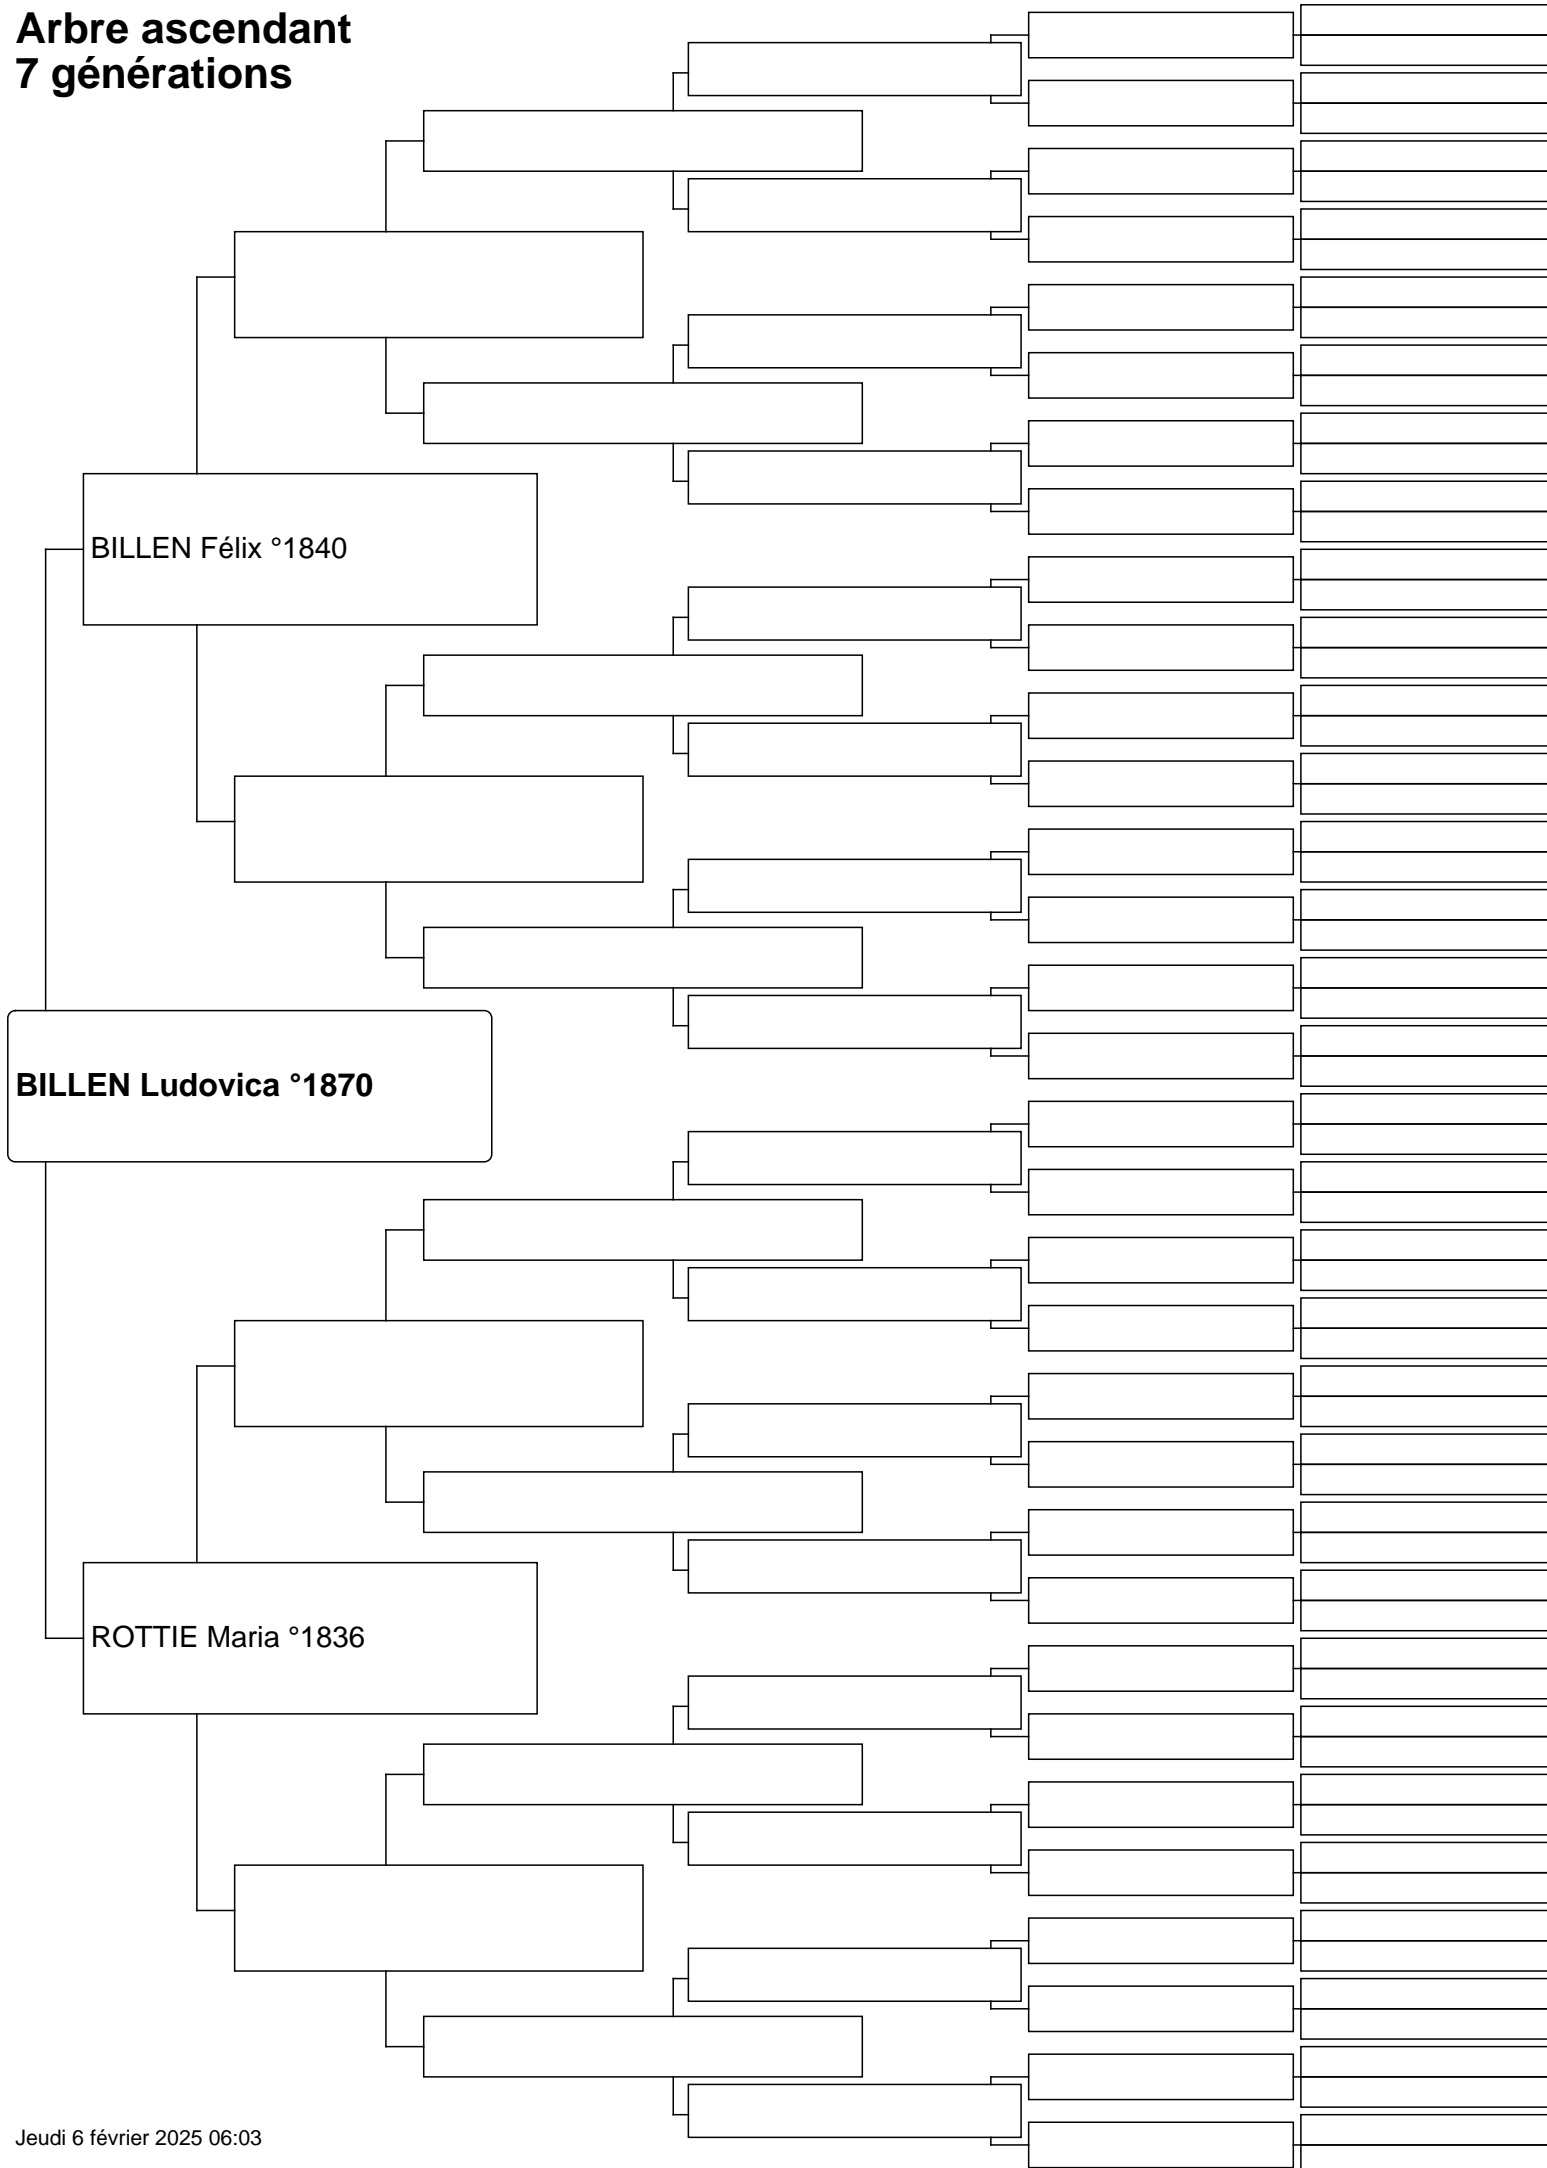 Arbre ascendant
7 générations
BILLEN Félix °1840
BILLEN Ludovica °1870
ROTTIE Maria °1836
Jeudi 6 février 2025 06:03